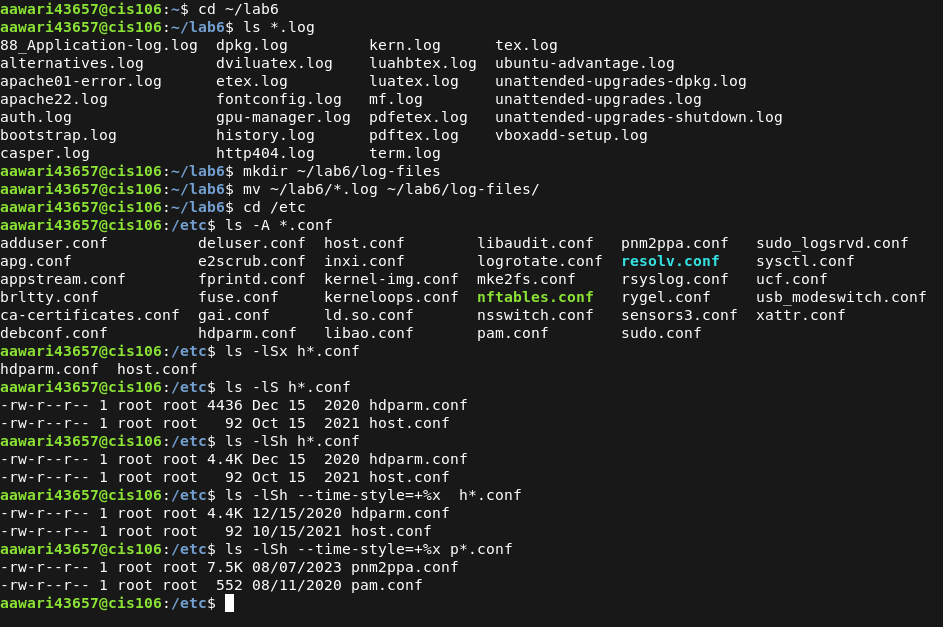 aawari43657@cis106:~$ cd ~/lab6
aawari43657@cis106:~/lab6$ ls *.log
88_Application-log.log  dpkg.log         kern.log      tex.log
alternatives.log        dviluatex.log    luahbtex.log  ubuntu-advantage.log
apache01-error.log      etex.log         luatex.log    unattended-upgrades-dpkg.log
apache22.log            fontconfig.log   mf.log        unattended-upgrades.log
auth.log                gpu-manager.log  pdfetex.log   unattended-upgrades-shutdown.log
bootstrap.log           history.log      pdftex.log    vboxadd-setup.log
casper.log              http404.log      term.log
aawari43657@cis106:~/lab6$ mkdir ~/lab6/log-files
aawari43657@cis106:~/lab6$ mv ~/lab6/*.log ~/lab6/log-files/
aawari43657@cis106:~/lab6$ cd /etc
aawari43657@cis106:/etc$ ls -A *.conf
adduser.conf          deluser.conf  host.conf        libaudit.conf   pnm2ppa.conf   sudo_logsrvd.conf
apg.conf              e2scrub.conf  inxi.conf        logrotate.conf  resolv.conf    sysctl.conf
appstream.conf        fprintd.conf  kernel-img.conf  mke2fs.conf     rsyslog.conf   ucf.conf
brltty.conf           fuse.conf     kerneloops.conf  nftables.conf   rygel.conf     usb_modeswitch.conf
ca-certificates.conf  gai.conf      ld.so.conf       nsswitch.conf   sensors3.conf  xattr.conf
debconf.conf          hdparm.conf   libao.conf       pam.conf        sudo.conf
aawari43657@cis106:/etc$ ls -lSx h*.conf
hdparm.conf  host.conf
aawari43657@cis106:/etc$ ls -lS h*.conf
-rw-r--r-- 1 root root 4436 Dec 15  2020 hdparm.conf
-rw-r--r-- 1 root root   92 Oct 15  2021 host.conf
aawari43657@cis106:/etc$ ls -lSh h*.conf
-rw-r--r-- 1 root root 4.4K Dec 15  2020 hdparm.conf
-rw-r--r-- 1 root root   92 Oct 15  2021 host.conf
aawari43657@cis106:/etc$ ls -lSh --time-style=+%x  h*.conf
-rw-r--r-- 1 root root 4.4K 12/15/2020 hdparm.conf
-rw-r--r-- 1 root root   92 10/15/2021 host.conf
aawari43657@cis106:/etc$ ls -lSh --time-style=+%x p*.conf
-rw-r--r-- 1 root root 7.5K 08/07/2023 pnm2ppa.conf
-rw-r--r-- 1 root root  552 08/11/2020 pam.conf
aawari43657@cis106:/etc$